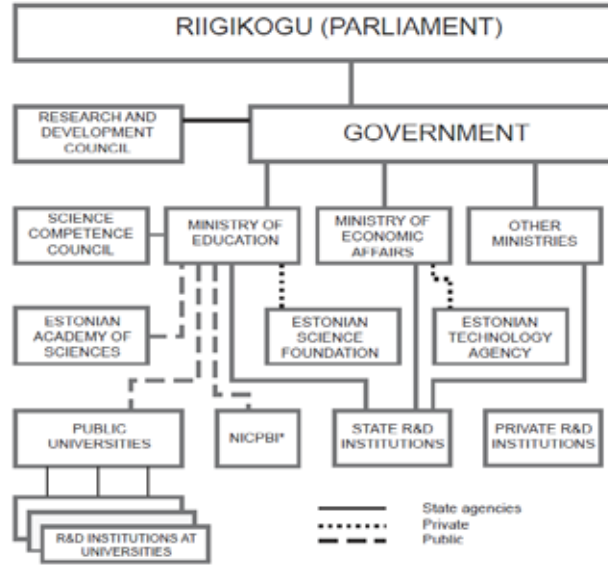 RIIGIKOGU (PARLIAMENT)
RESEARCH AND
DEVELOPMENT
COUNCIL
GOVERNMENT
SCIENCE
COMPETENCE
COUNCIL
MINISTRY OF
EDUCATION
MINISTRY OF
ECONOMIC
AFFAIRS
OTHER
MINISTRIES
ESTONIAN
ACADEMY OF
SCIENCES
ESTONIAN
SCIENCE
FOUNDATION
ESTONIAN
TECHNOLOGY
AGENCY
PUBLIC
UNIVERSITIES
NICPBI*
STATE R&D
INSTITUTIONS
PRIVATE R&D
INSTITUTIONS
R&D INSTITUTIONS AT
UNIVERSITIES
State agencies
Private
Public